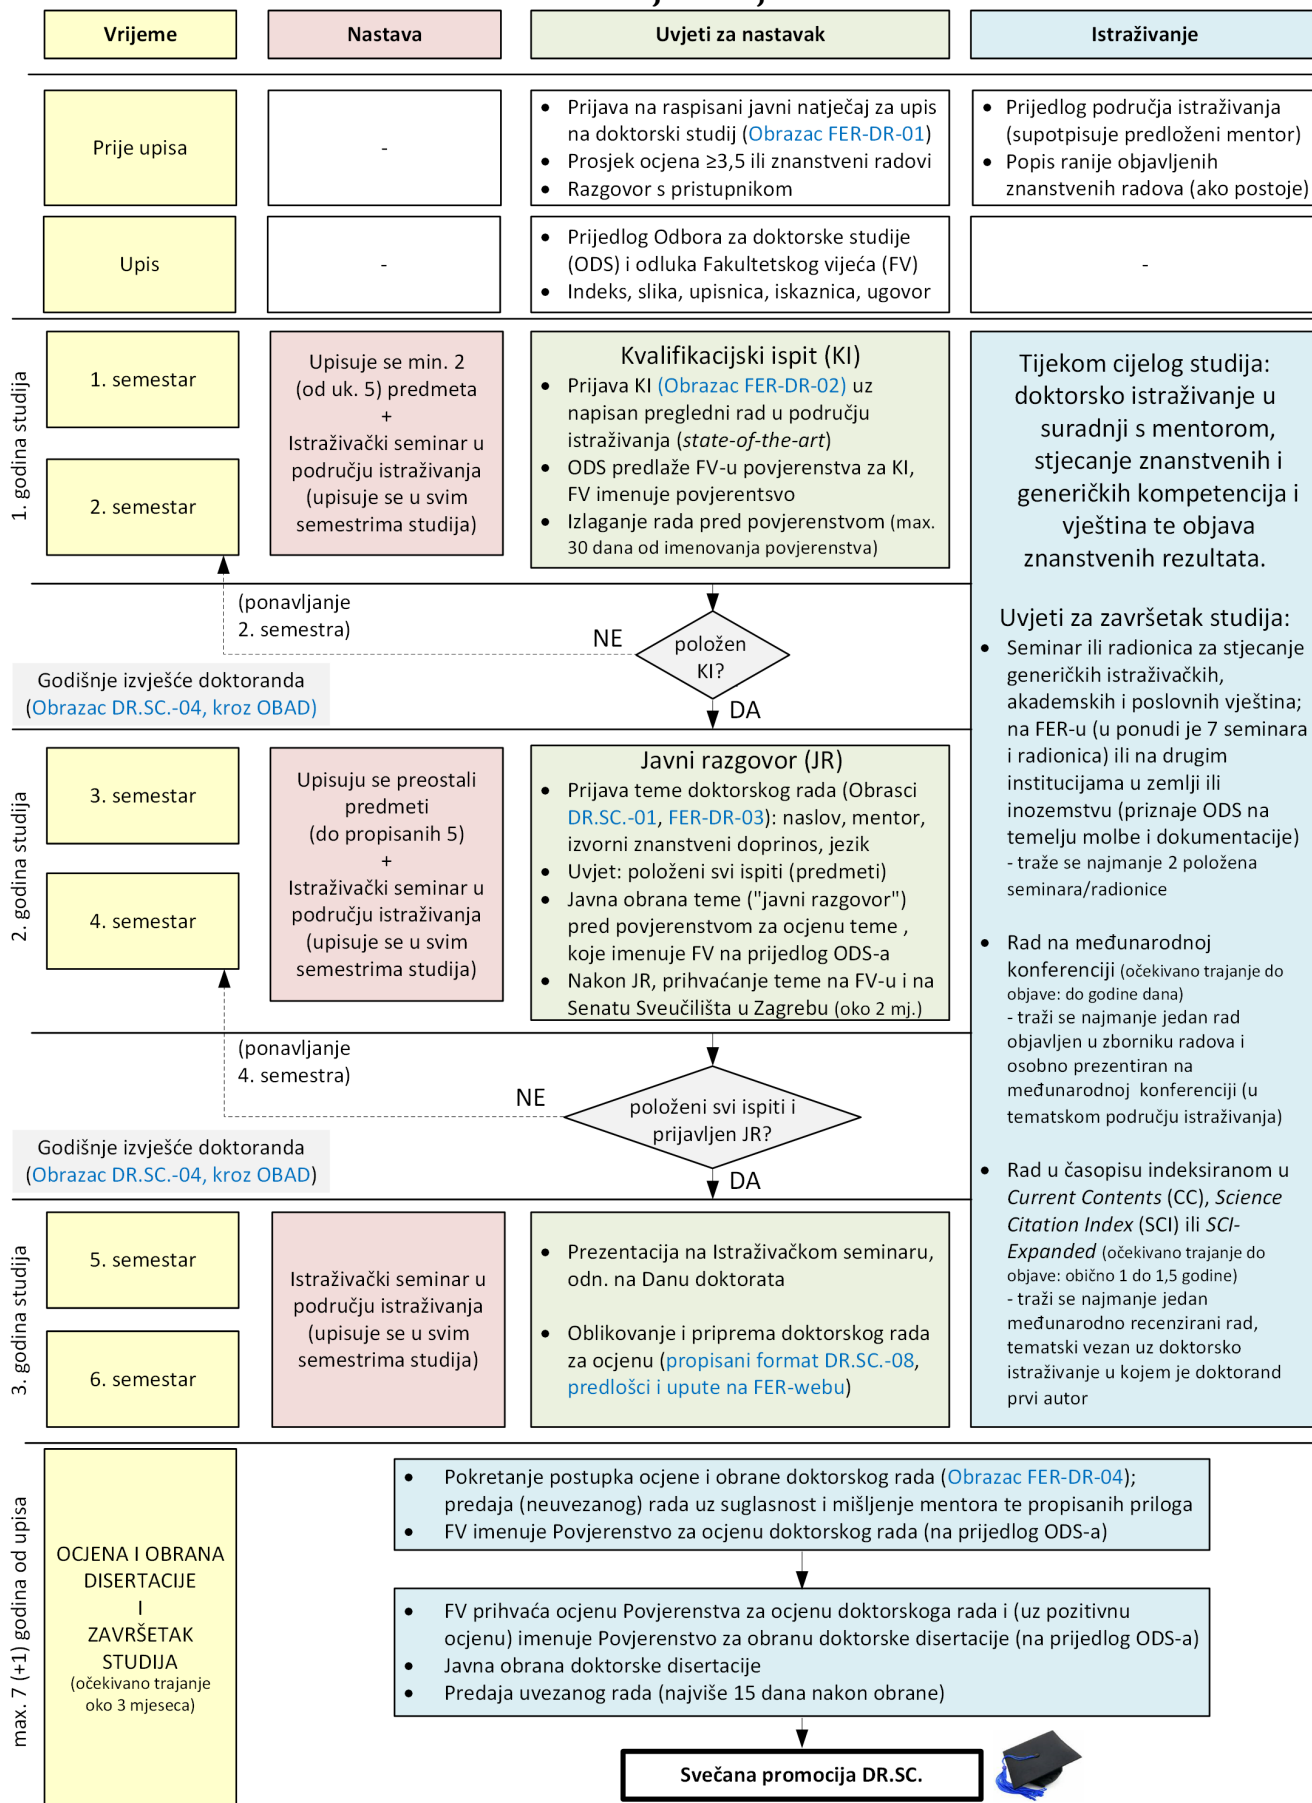 Vrijeme
Nastava
Uvjeti za nastavak
Istraživanje
Prije upisa
-
• Prijava na raspisani javni natječaj za upis
na doktorski studij (Obrazac FER-DR-01)
• Prosjek ocjena ≥3,5 ili znanstveni radovi
• Razgovor s pristupnikom
• Prijedlog područja istraživanja
(supotpisuje predloženi mentor)
• Popis ranije objavljenih
znanstvenih radova (ako postoje)
Upis
-
• Prijedlog Odbora za doktorske studije
(ODS) i odluka Fakultetskog vijeća (FV)
• Indeks, slika, upisnica, iskaznica, ugovor
-
1. godina studija
1. semestar
2. semestar
Upisuje se min. 2
(od uk. 5) predmeta
+
Istraživački seminar u
području istraživanja
(upisuje se u svim
semestrima studija)
Kvalifikacijski ispit (KI)
• Prijava KI (Obrazac FER-DR-02) uz
napisan pregledni rad u području
istraživanja (state-of-the-art)
• ODS predlaže FV-u povjerenstva za KI,
FV imenuje povjerentsvo
• Izlaganje rada pred povjerenstvom (max.
30 dana od imenovanja povjerenstva)
(ponavljanje
2. semestra)
NE
položen
KI?
DA
Godišnje izvješće doktoranda
(Obrazac DR.SC.-04, kroz OBAD)
2. godina studija
3. semestar
4. semestar
Upisuju se preostali
predmeti
(do propisanih 5)
+
Istraživački seminar u
području istraživanja
(upisuje se u svim
semestrima studija)
Javni razgovor (JR)
• Prijava teme doktorskog rada (Obrasci
DR.SC.-01, FER-DR-03): naslov, mentor,
izvorni znanstveni doprinos, jezik
• Uvjet: položeni svi ispiti (predmeti)
• Javna obrana teme ("javni razgovor")
pred povjerenstvom za ocjenu teme ,
koje imenuje FV na prijedlog ODS-a
• Nakon JR, prihvaćanje teme na FV-u i na
Senatu Sveučilišta u Zagrebu (oko 2 mj.)
(ponavljanje
4. semestra)
NE
položeni svi ispiti i
prijavljen JR?
DA
Godišnje izvješće doktoranda
(Obrazac DR.SC.-04, kroz OBAD)
3. godina studija
5. semestar
6. semestar
Istraživački seminar u
području istraživanja
(upisuje se u svim
semestrima studija)
• Prezentacija na Istraživačkom seminaru,
odn. na Danu doktorata
• Oblikovanje i priprema doktorskog rada
za ocjenu (propisani format DR.SC.-08,
predlošci i upute na FER-webu)
Tijekom cijelog studija:
doktorsko istraživanje u
suradnji s mentorom,
stjecanje znanstvenih i
generičkih kompetencija i
vještina te objava
znanstvenih rezultata.
Uvjeti za završetak studija:
• Seminar ili radionica za stjecanje
generičkih istraživačkih,
akademskih i poslovnih vještina;
na FER-u (u ponudi je 7 seminara
i radionica) ili na drugim
institucijama u zemlji ili
inozemstvu (priznaje ODS na
temelju molbe i dokumentacije)
- traže se najmanje 2 položena
seminara/radionice
• Rad na međunarodnoj
konferenciji (očekivano trajanje do
objave: do godine dana)
- traži se najmanje jedan rad
objavljen u zborniku radova i
osobno prezentiran na
međunarodnoj konferenciji (u
tematskom području istraživanja)
• Rad u časopisu indeksiranom u
Current Contents (CC), Science
Citation Index (SCI) ili SCI-
Expanded (očekivano trajanje do
objave: obično 1 do 1,5 godine)
- traži se najmanje jedan
međunarodno recenzirani rad,
tematski vezan uz doktorsko
istraživanje u kojem je doktorand
prvi autor
max. 7 (+1) godina od upisa
OCJENA I OBRANA
DISERTACIJE
I
ZAVRŠETAK
STUDIJA
(očekivano trajanje
oko 3 mjeseca)
• Pokretanje postupka ocjene i obrane doktorskog rada (Obrazac FER-DR-04);
predaja (neuvezanog) rada uz suglasnost i mišljenje mentora te propisanih priloga
• FV imenuje Povjerenstvo za ocjenu doktorskog rada (na prijedlog ODS-a)
• FV prihvaća ocjenu Povjerenstva za ocjenu doktorskoga rada i (uz pozitivnu
ocjenu) imenuje Povjerenstvo za obranu doktorske disertacije (na prijedlog ODS-a)
• Javna obrana doktorske disertacije
• Predaja uvezanog rada (najviše 15 dana nakon obrane)
Svečana promocija DR.SC.